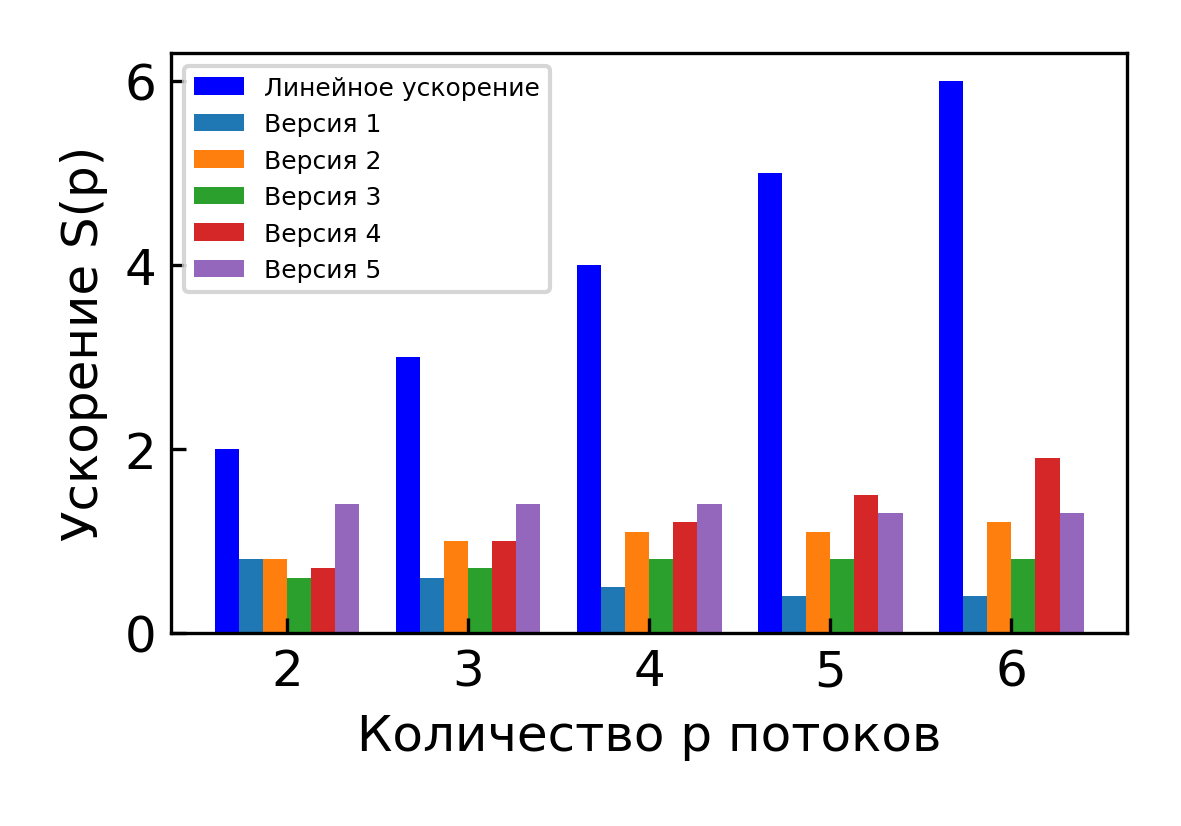 Ускорение S(p)
6
4
2
0
Линейное ускорение
Версия 1
Версия 2
Версия 3
Версия 4
Версия 5
2 3 4 5 6
Количество p потоков